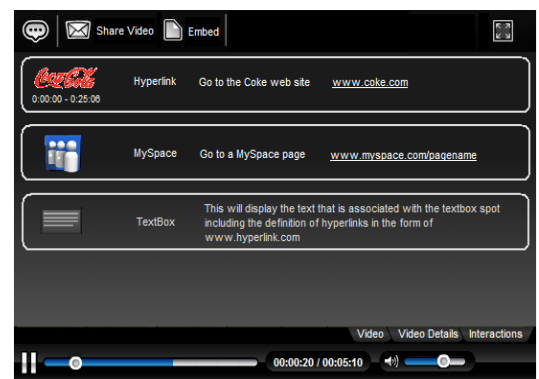 Share Video Embed
Coca-Cola
0:00:00 - 0:25:06
Hyperlink Go to the Coke web site www.coke.com
MySpace Go to a MySpace page www.myspace.com/pagename
TextBox
This will display the text that is associated with the textbox spot
including the definition of hyperlinks in the form of
www.hyperlink.com
Video Video Details Interactions
00:00:20 / 00:05:10